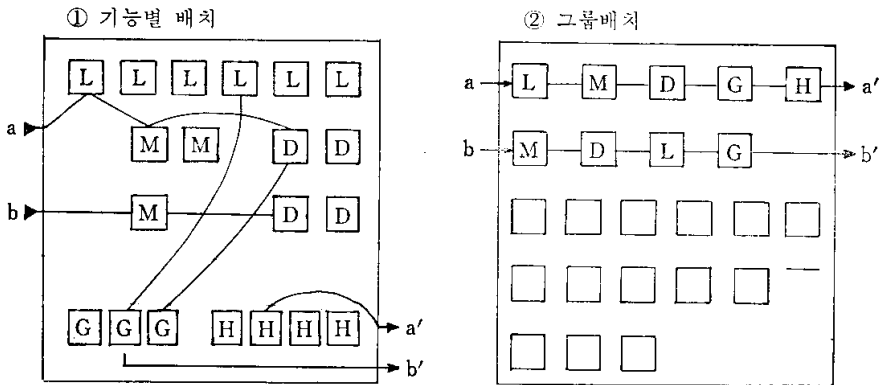 ① 기능별 배치
L L L L L L
a
M M D D
b M D D
G G G H H H H a′
b′
② 그룹배치
a L M D G H a′
b M D L G b′